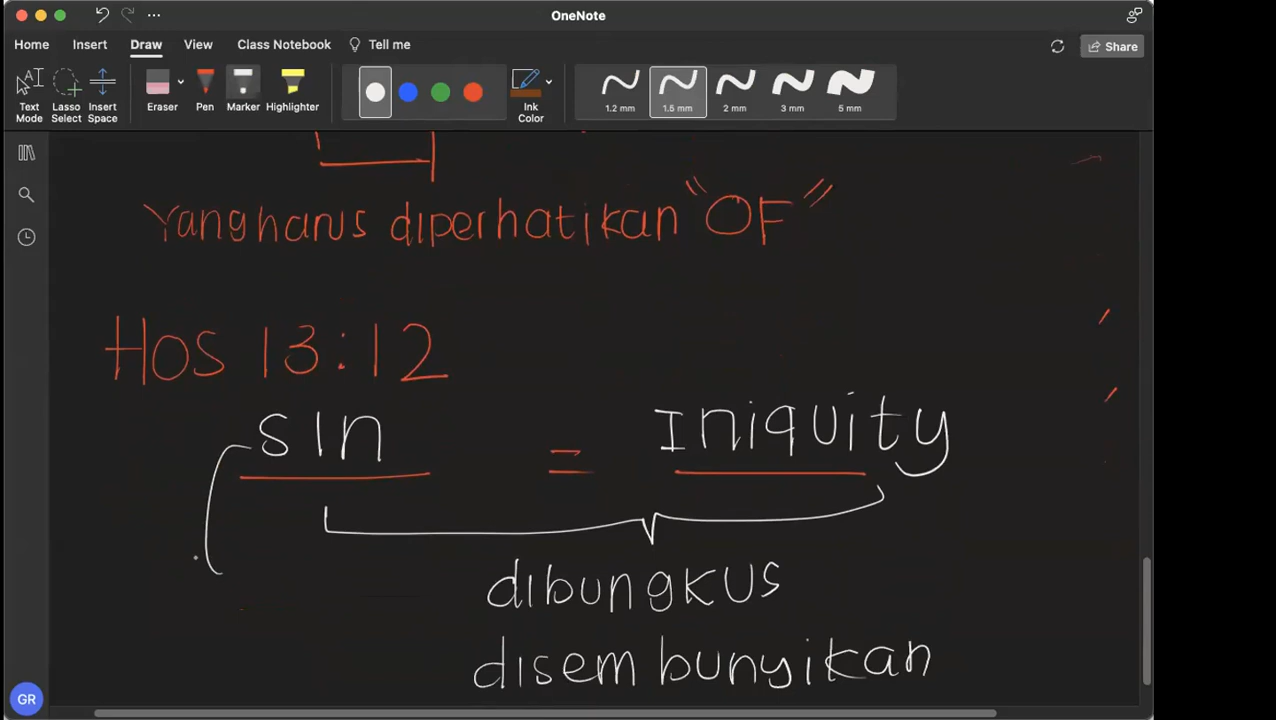 OneNote
Home Insert Draw View Class Notebook Tell me Share
Text Mode Lasso Select Insert Space Eraser Pen Marker Highlighter Ink Color 1.2 mm 1.5 mm 2 mm 3 mm 5 mm
Yang harus diperhatikan "OF"
Hos 13:12
sin = Iniquity
dibungkus
disembunyikan
GR